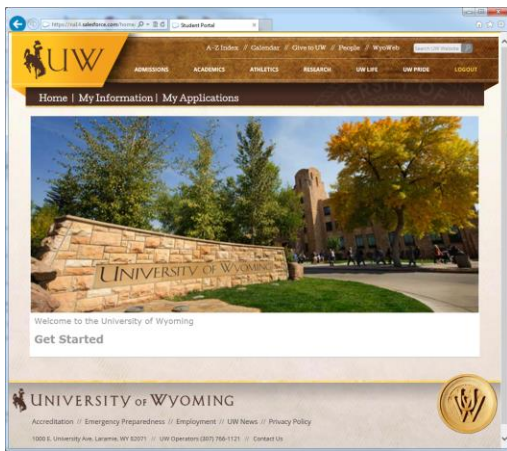 https://na14.salesforce.com/home
Student Portal
UW
A-Z Index // Calendar // Give to UW // People // WyoWeb
Search UW Website
ADMISSIONS ACADEMICS ATHLETICS RESEARCH UW LIFE UW PRIDE LOGOUT
Home | My Information | My Applications
UNIVERSITY OF WYOMING
Welcome to the University of Wyoming
Get Started
UNIVERSITY OF WYOMING
Accreditation // Emergency Preparedness // Employment // UW News // Privacy Policy
1000 E. University Ave. Laramie, WY 82071 // UW Operators (307) 766-1121 // Contact Us